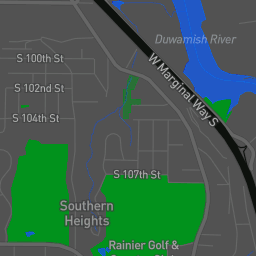 Duwamish River
S 100th St
W Marginal Way S
S 102nd St
S 104th St
S 107th St
Southern
Heights
Rainier Golf &